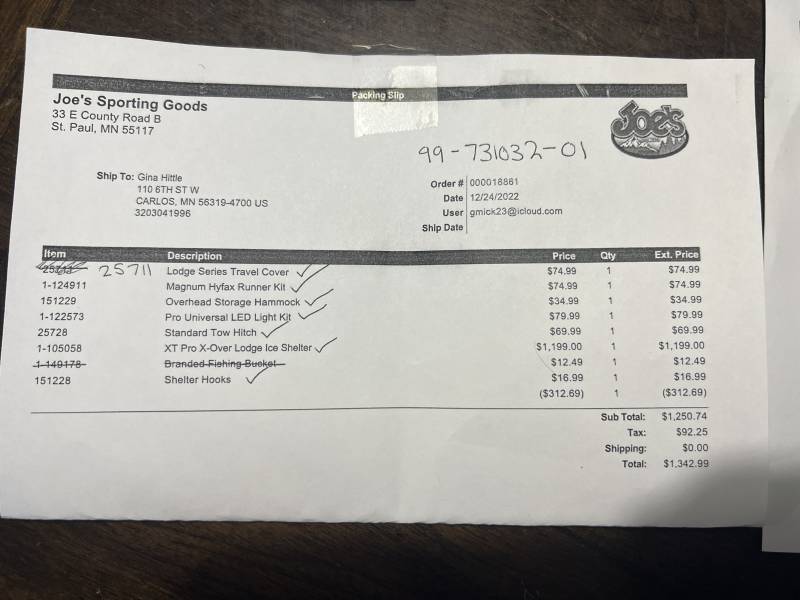 Packing Slip
Joe's Sporting Goods
33 E County Road B
St. Paul, MN 55117
Joe's
99-731032-01
Ship To: Gina Hittle
110 6TH ST W
CARLOS, MN 56319-4700 US
3203041996
Order # 000018861
Date 12/24/2022
User gmick23@icloud.com
Ship Date
Item Description Price Qty Ext. Price
25711 Lodge Series Travel Cover $74.99 1 $74.99
1-124911 Magnum Hyfax Runner Kit $74.99 1 $74.99
151229 Overhead Storage Hammock $34.99 1 $34.99
1-122573 Pro Universal LED Light Kit $79.99 1 $79.99
25728 Standard Tow Hitch $69.99 1 $69.99
1-105058 XT Pro X-Over Lodge Ice Shelter $1,199.00 1 $1,199.00
1-149178 Branded Fishing Bucket $12.49 1 $12.49
151228 Shelter Hooks $16.99 1 $16.99
($312.69) 1 ($312.69)
Sub Total: $1,250.74
Tax: $92.25
Shipping: $0.00
Total: $1,342.99